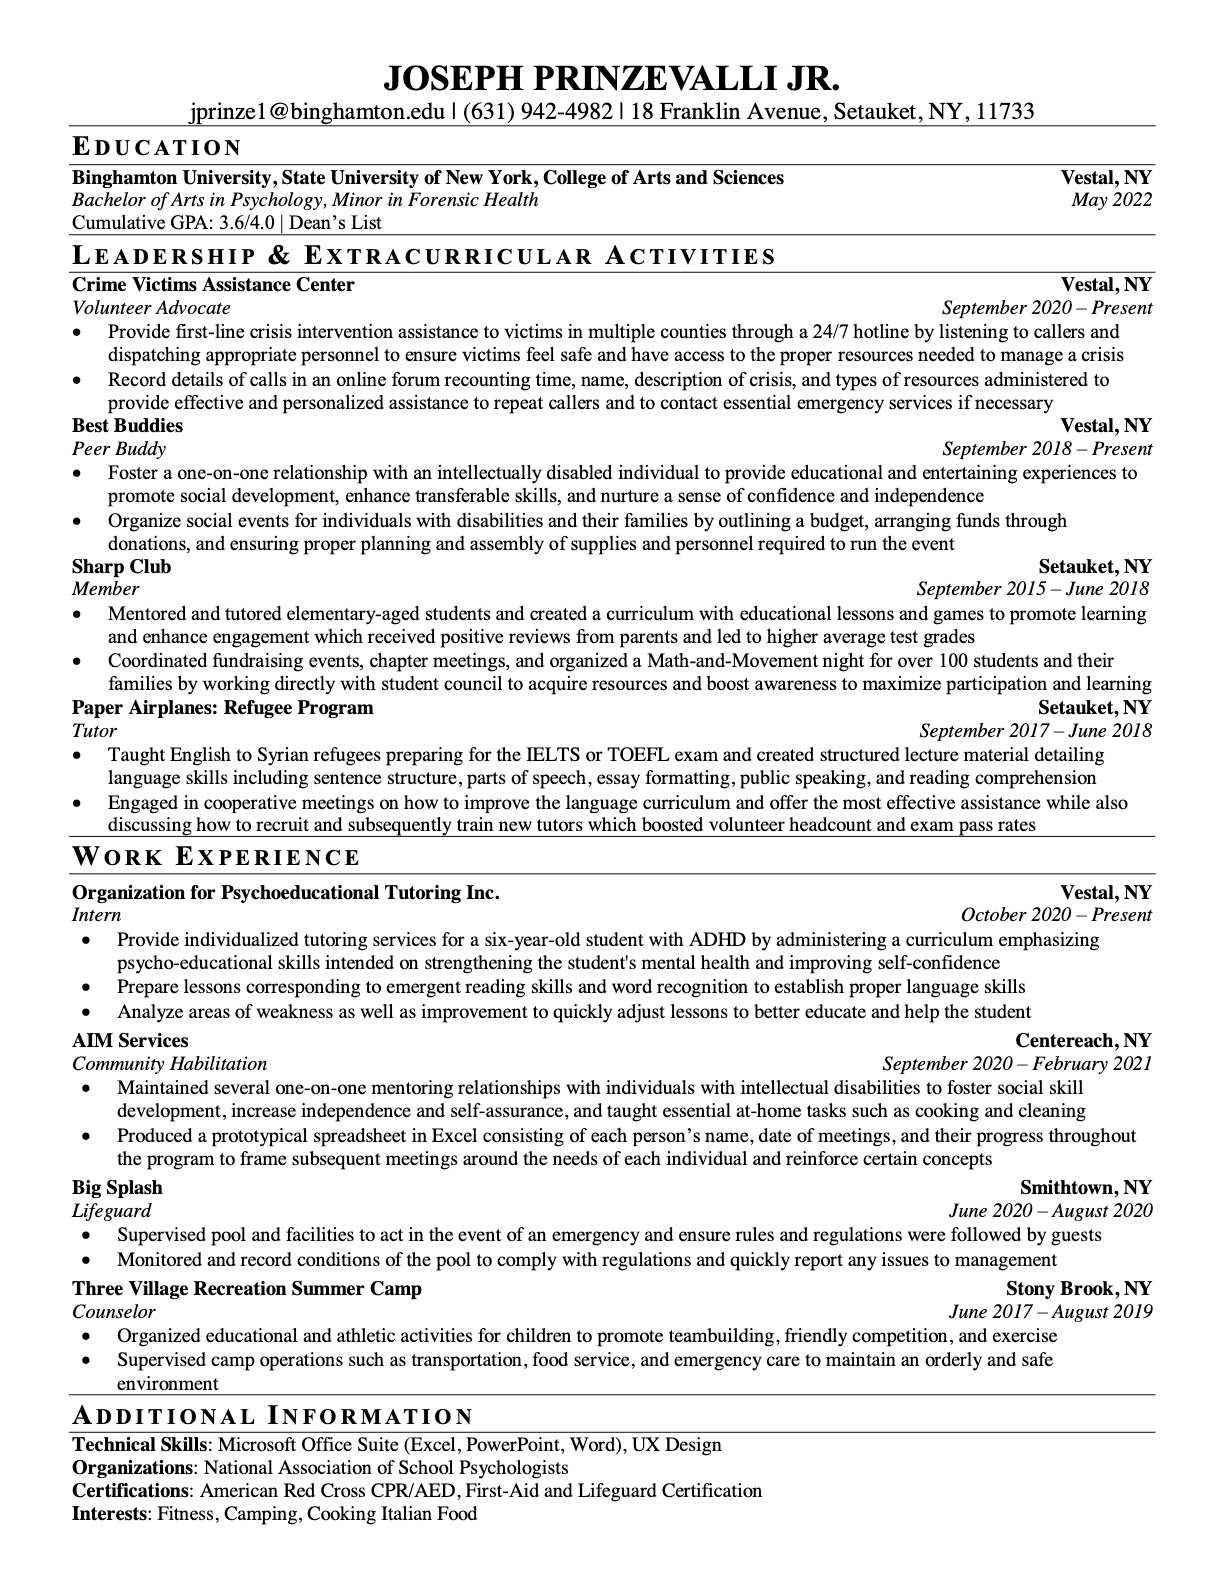 JOSEPH PRINZEVALLI JR.
jprinze1@binghamton.edu | (631) 942-4982 | 18 Franklin Avenue, Setauket, NY, 11733
EDUCATION
Binghamton University, State University of New York, College of Arts and Sciences Vestal, NY
Bachelor of Arts in Psychology, Minor in Forensic Health May 2022
Cumulative GPA: 3.6/4.0 | Dean’s List
LEADERSHIP & EXTRACURRICULAR ACTIVITIES
Crime Victims Assistance Center Vestal, NY
Volunteer Advocate September 2020 – Present
• Provide first-line crisis intervention assistance to victims in multiple counties through a 24/7 hotline by listening to callers and
dispatching appropriate personnel to ensure victims feel safe and have access to the proper resources needed to manage a crisis
• Record details of calls in an online forum recounting time, name, description of crisis, and types of resources administered to
provide effective and personalized assistance to repeat callers and to contact essential emergency services if necessary
Best Buddies Vestal, NY
Peer Buddy September 2018 – Present
• Foster a one-on-one relationship with an intellectually disabled individual to provide educational and entertaining experiences to
promote social development, enhance transferable skills, and nurture a sense of confidence and independence
• Organize social events for individuals with disabilities and their families by outlining a budget, arranging funds through
donations, and ensuring proper planning and assembly of supplies and personnel required to run the event
Sharp Club Setauket, NY
Member September 2015 – June 2018
• Mentored and tutored elementary-aged students and created a curriculum with educational lessons and games to promote learning
and enhance engagement which received positive reviews from parents and led to higher average test grades
• Coordinated fundraising events, chapter meetings, and organized a Math-and-Movement night for over 100 students and their
families by working directly with student council to acquire resources and boost awareness to maximize participation and learning
Paper Airplanes: Refugee Program Setauket, NY
Tutor September 2017 – June 2018
• Taught English to Syrian refugees preparing for the IELTS or TOEFL exam and created structured lecture material detailing
language skills including sentence structure, parts of speech, essay formatting, public speaking, and reading comprehension
• Engaged in cooperative meetings on how to improve the language curriculum and offer the most effective assistance while also
discussing how to recruit and subsequently train new tutors which boosted volunteer headcount and exam pass rates
WORK EXPERIENCE
Organization for Psychoeducational Tutoring Inc. Vestal, NY
Intern October 2020 – Present
• Provide individualized tutoring services for a six-year-old student with ADHD by administering a curriculum emphasizing
psycho-educational skills intended on strengthening the student's mental health and improving self-confidence
• Prepare lessons corresponding to emergent reading skills and word recognition to establish proper language skills
• Analyze areas of weakness as well as improvement to quickly adjust lessons to better educate and help the student
AIM Services Centereach, NY
Community Habilitation September 2020 – February 2021
• Maintained several one-on-one mentoring relationships with individuals with intellectual disabilities to foster social skill
development, increase independence and self-assurance, and taught essential at-home tasks such as cooking and cleaning
• Produced a prototypical spreadsheet in Excel consisting of each person’s name, date of meetings, and their progress throughout
the program to frame subsequent meetings around the needs of each individual and reinforce certain concepts
Big Splash Smithtown, NY
Lifeguard June 2020 – August 2020
• Supervised pool and facilities to act in the event of an emergency and ensure rules and regulations were followed by guests
• Monitored and record conditions of the pool to comply with regulations and quickly report any issues to management
Three Village Recreation Summer Camp Stony Brook, NY
Counselor June 2017 – August 2019
• Organized educational and athletic activities for children to promote teambuilding, friendly competition, and exercise
• Supervised camp operations such as transportation, food service, and emergency care to maintain an orderly and safe
environment
ADDITIONAL INFORMATION
Technical Skills: Microsoft Office Suite (Excel, PowerPoint, Word), UX Design
Organizations: National Association of School Psychologists
Certifications: American Red Cross CPR/AED, First-Aid and Lifeguard Certification
Interests: Fitness, Camping, Cooking Italian Food